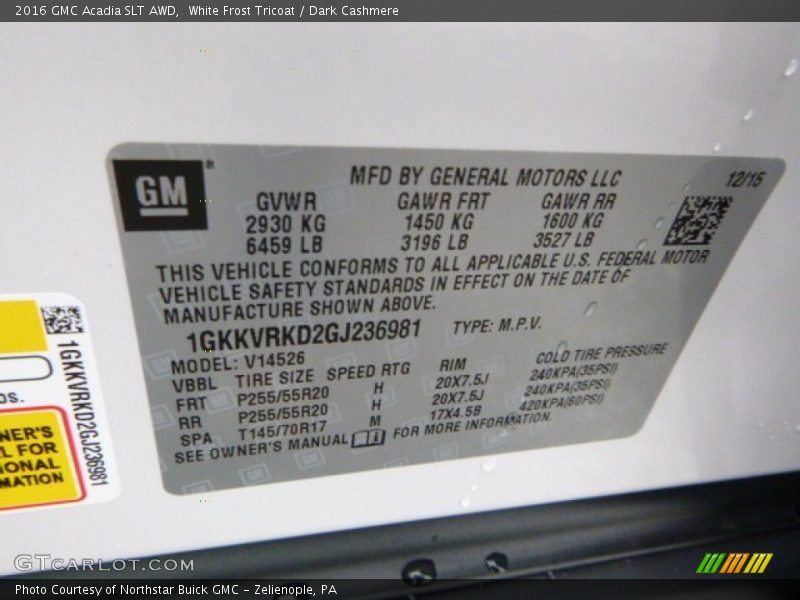 2016 GMC Acadia SLT AWD, White Frost Tricoat / Dark Cashmere
GM
MFD BY GENERAL MOTORS LLC 12/15
GVWR GAWR FRT GAWR RR
2930 KG 1450 KG 1600 KG
6459 LB 3196 LB 3527 LB
THIS VEHICLE CONFORMS TO ALL APPLICABLE U.S. FEDERAL MOTOR
VEHICLE SAFETY STANDARDS IN EFFECT ON THE DATE OF
MANUFACTURE SHOWN ABOVE.
1GKKVRKD2GJ236981 TYPE: M.P.V.
MODEL: V14526
VBBL TIRE SIZE SPEED RTG RIM COLD TIRE PRESSURE
FRT P255/55R20 H 20X7.5J 240KPA(35PSI)
RR P255/55R20 H 20X7.5J 240KPA(35PSI)
SPA T145/70R17 M 17X4.5B 420KPA(60PSI)
SEE OWNER'S MANUAL FOR MORE INFORMATION.
1GKKVRKD2GJ236981
DS.
NER'S
L FOR
IONAL
MATION
GTCARLOT.COM
Photo Courtesy of Northstar Buick GMC - Zelienople, PA